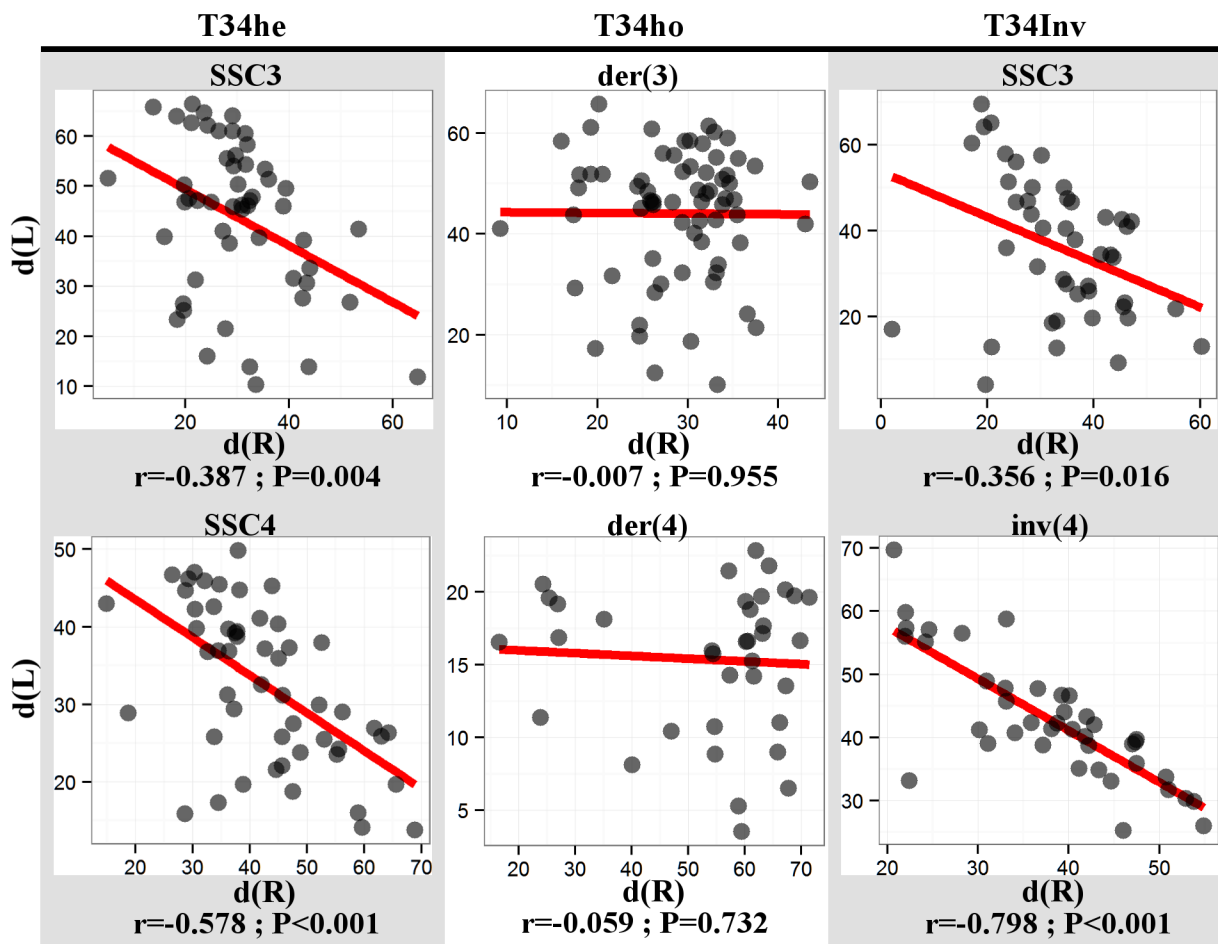 T34he T34ho T34Inv
SSC3 der(3) SSC3
d(L)
60
50
40
30
20
10
20 40 60
60
40
20
10 20 30 40
60
40
20
0 20 40 60
d(R) d(R) d(R)
r=-0.387 ; P=0.004 r=-0.007 ; P=0.955 r=-0.356 ; P=0.016
SSC4 der(4) inv(4)
d(L)
50
40
30
20
20 30 40 50 60 70
20
15
10
5
20 30 40 50 60 70
70
60
50
40
30
20 30 40 50
d(R) d(R) d(R)
r=-0.578 ; P<0.001 r=-0.059 ; P=0.732 r=-0.798 ; P<0.001